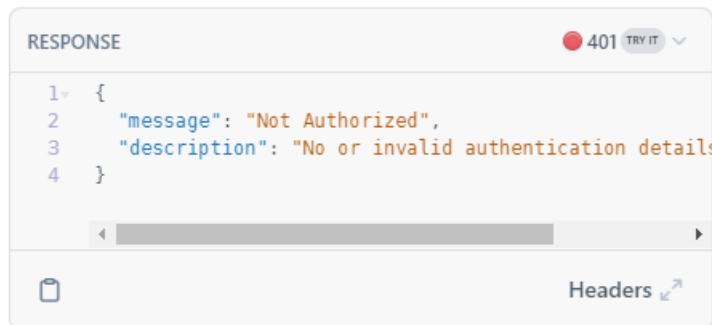 RESPONSE 401 TRY IT
1 {
2 "message": "Not Authorized",
3 "description": "No or invalid authentication details
4 }
Headers